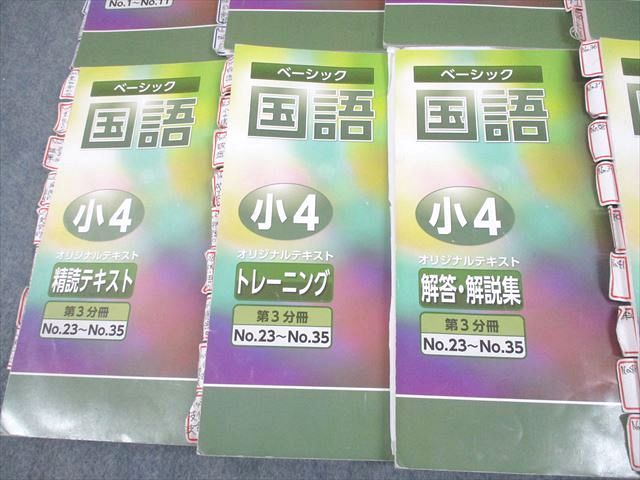 No.1~No.11
ベーシック
国語
小4
オリジナルテキスト
精読テキスト
第3分冊
No.23~No.35
ベーシック
国語
小4
オリジナルテキスト
トレーニング
第3分冊
No.23~No.35
ベーシック
国語
小4
オリジナルテキスト
解答・解説集
第3分冊
No.23~No.35